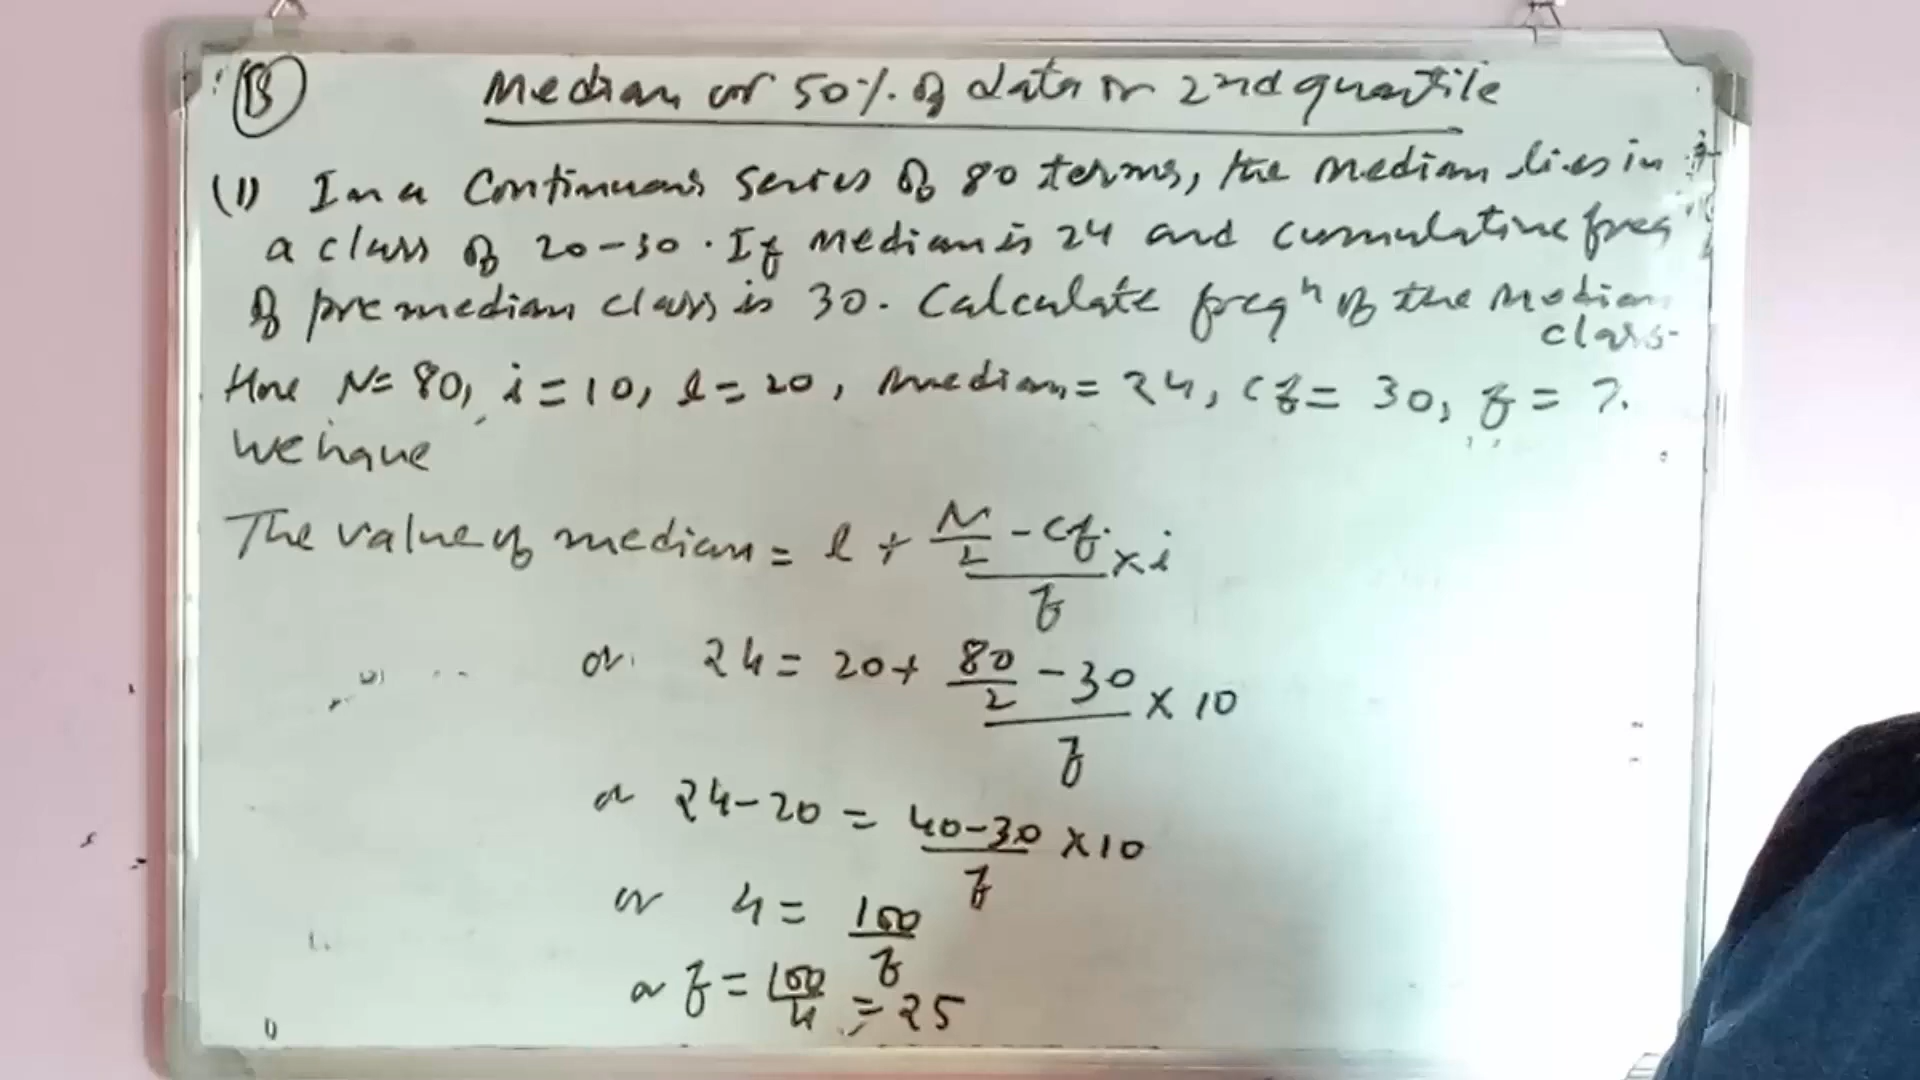 B
Median or 50% of data or 2nd quartile
(1) In a Continuous series of 80 terms, the median lies in
a class of 20-30. If median is 24 and cumulative freq
of premedian class is 30. Calculate freqn of the median
class.
Here N = 80, i = 10, l = 20, median = 24, cf = 30, f = ?.
We have
The value of median = l + (N/2 - cf)/f × i
or 24 = 20 + (80/2 - 30)/f × 10
or 24-20 = (40-30)/f × 10
or 4 = 100/f
or f = 100/4 = 25